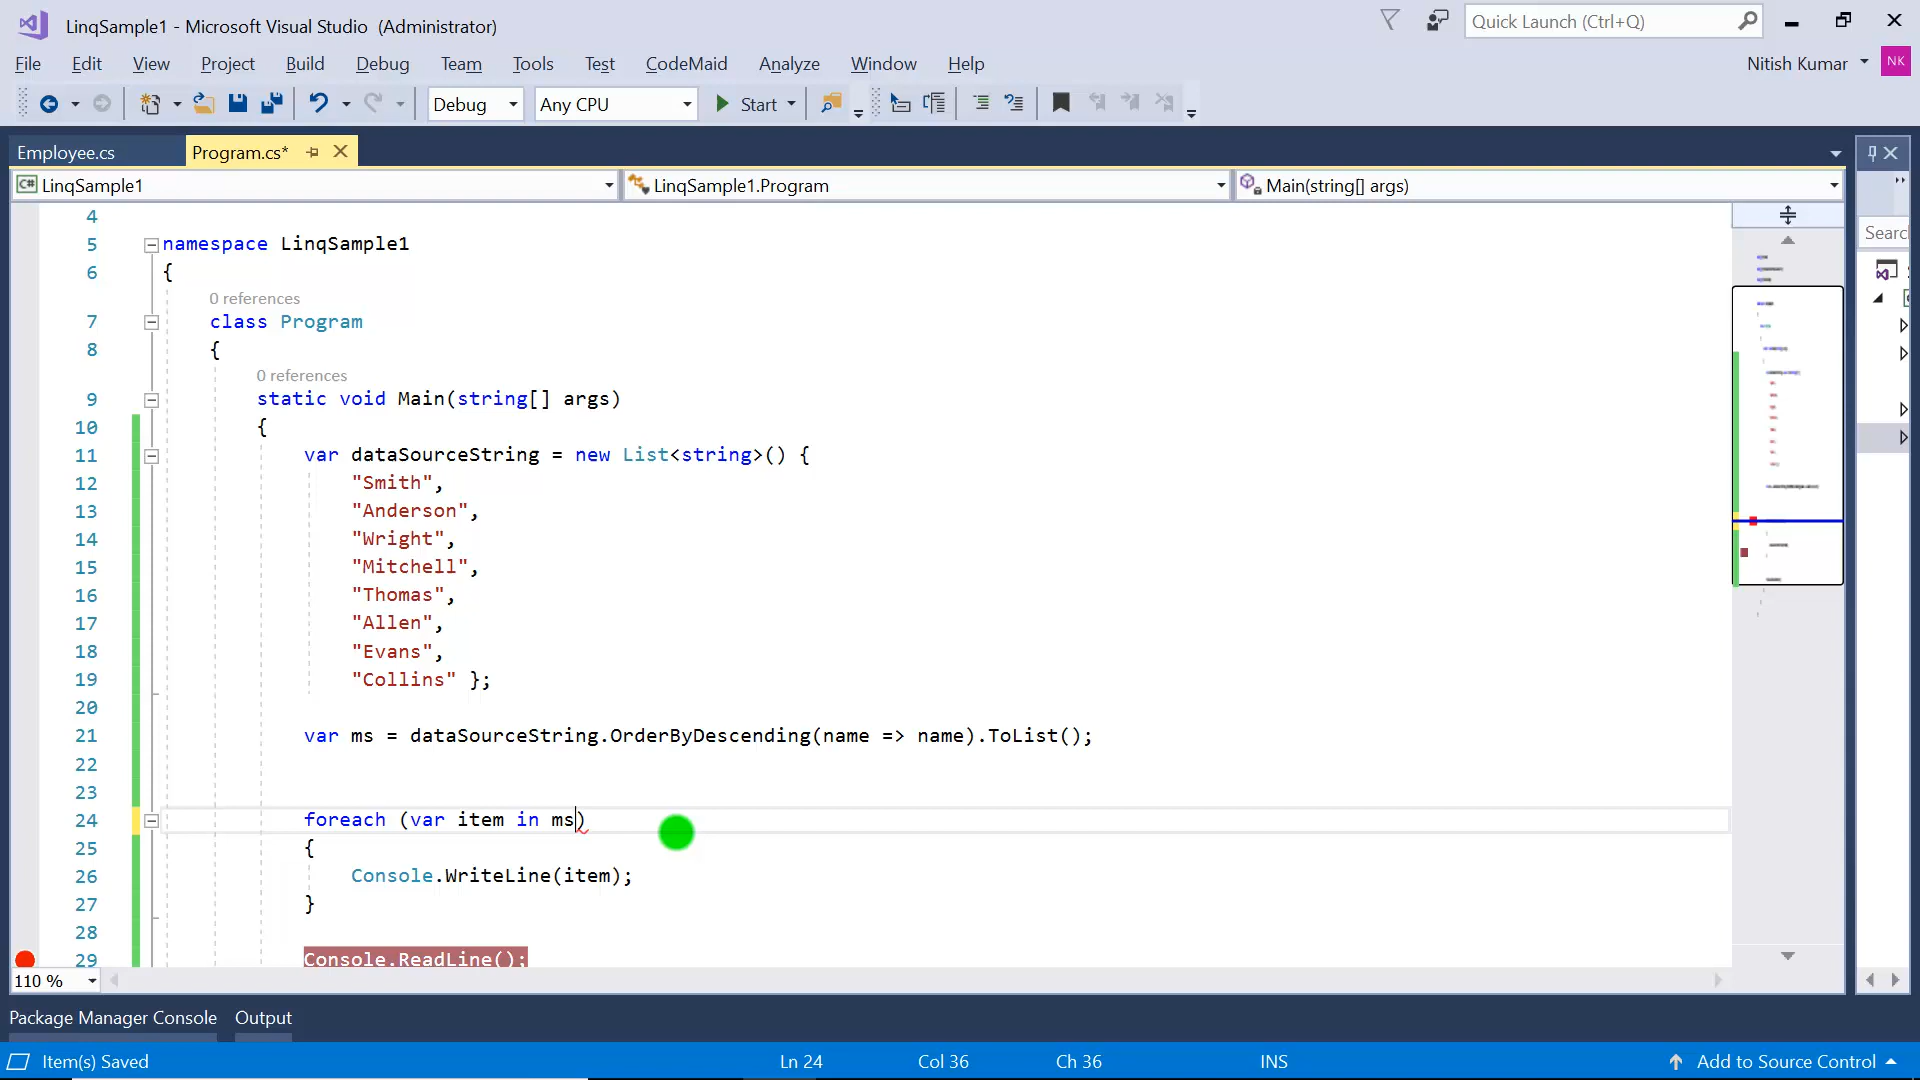 LinqSample1 - Microsoft Visual Studio (Administrator)
Quick Launch (Ctrl+Q)
File Edit View Project Build Debug Team Tools Test CodeMaid Analyze Window Help
Nitish Kumar NK
Debug Any CPU Start
Employee.cs Program.cs*
C# LinqSample1 LinqSample1.Program Main(string[] args)
4
5 namespace LinqSample1
6 {
0 references
7 class Program
8 {
0 references
9 static void Main(string[] args)
10 {
11 var dataSourceString = new List<string>() {
12 "Smith",
13 "Anderson",
14 "Wright",
15 "Mitchell",
16 "Thomas",
17 "Allen",
18 "Evans",
19 "Collins" };
20
21 var ms = dataSourceString.OrderByDescending(name => name).ToList();
22
23
24 foreach (var item in ms)
25 {
26 Console.WriteLine(item);
27 }
28
29 Console.ReadLine();
110 %
Package Manager Console Output
Item(s) Saved Ln 24 Col 36 Ch 36 INS Add to Source Control